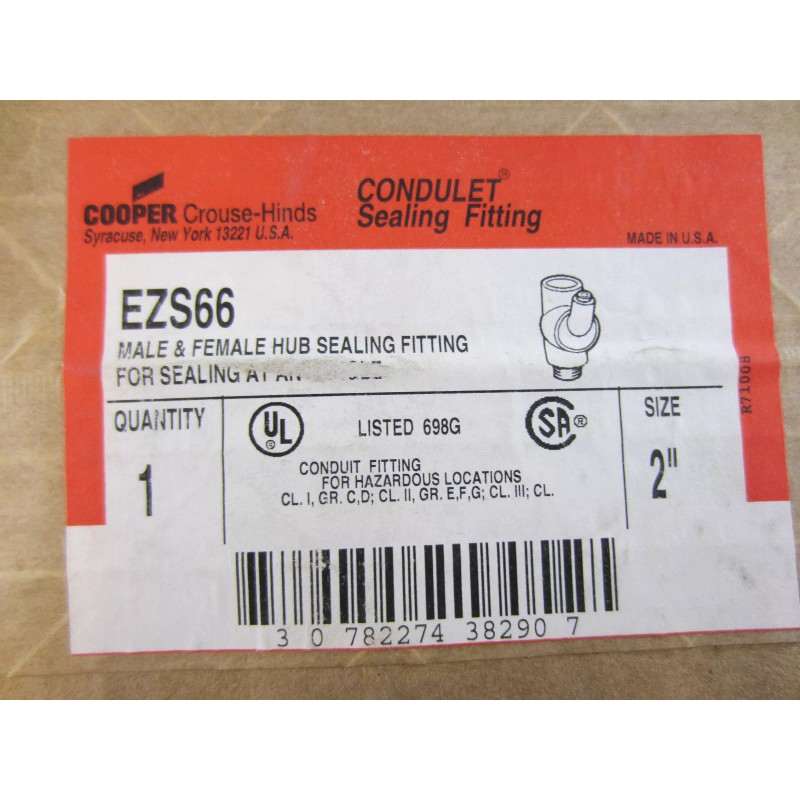 COOPER Crouse-Hinds
Syracuse, New York 13221 U.S.A.
CONDULET®
Sealing Fitting
MADE IN U.S.A.
EZS66
MALE & FEMALE HUB SEALING FITTING
FOR SEALING AT AN
R71008
QUANTITY
1
UL
®
LISTED 698G
SA ®
SIZE
2"
CONDUIT FITTING
FOR HAZARDOUS LOCATIONS
CL. I, GR. C,D; CL. II, GR. E,F,G; CL. III; CL.
3 0 782274 38290 7